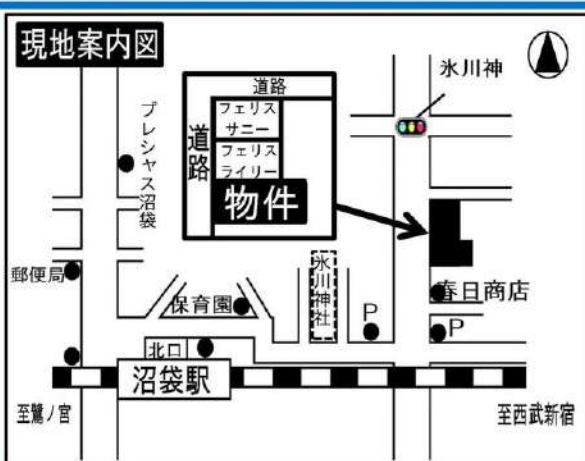 現地案内図
氷川神
道路
道路
フェリス
サニー
フェリス
ライリー
物件
プレシャス沼袋
郵便局
保育園
氷川神社
P
春日商店
P
北口
沼袋駅
至鷺ノ宮
至西武新宿